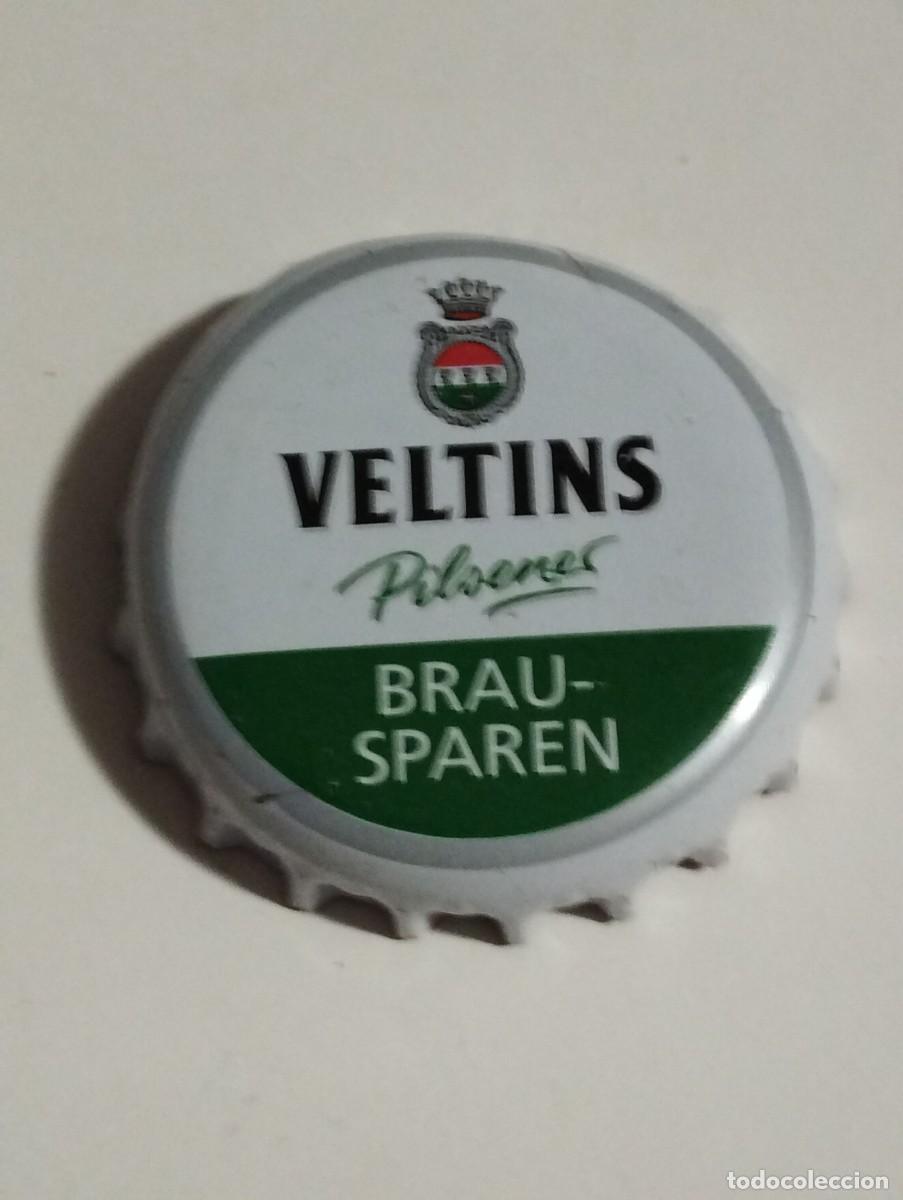 VELTINS
Pilsener
BRAU-
SPAREN
todocoleccion